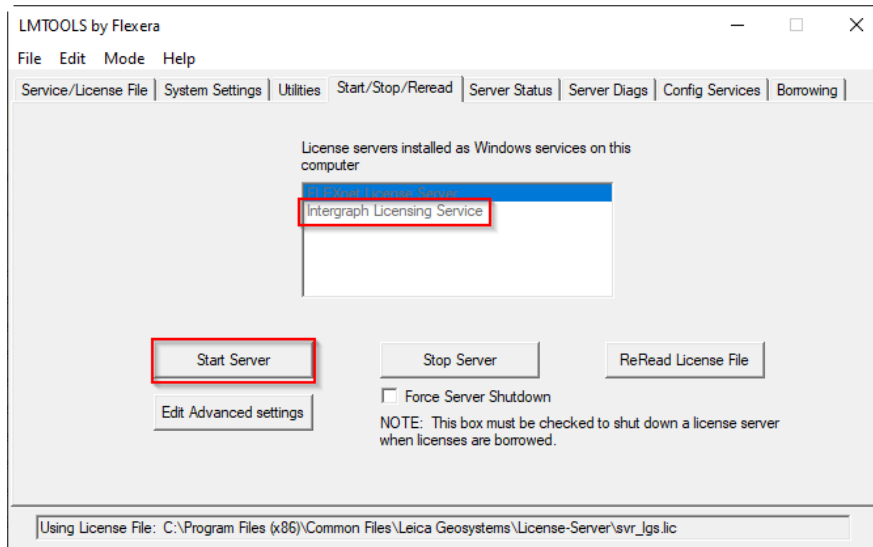 LMTOOLS by Flexera
File Edit Mode Help
Service/License File System Settings Utilities Start/Stop/Reread Server Status Server Diags Config Services Borrowing
License servers installed as Windows services on this
computer
FLEXnet License Server
Intergraph Licensing Service
Start Server Stop Server ReRead License File
Force Server Shutdown
Edit Advanced settings
NOTE: This box must be checked to shut down a license server
when licenses are borrowed.
Using License File: C:\Program Files (x86)\Common Files\Leica Geosystems\License-Server\svr_lgs.lic